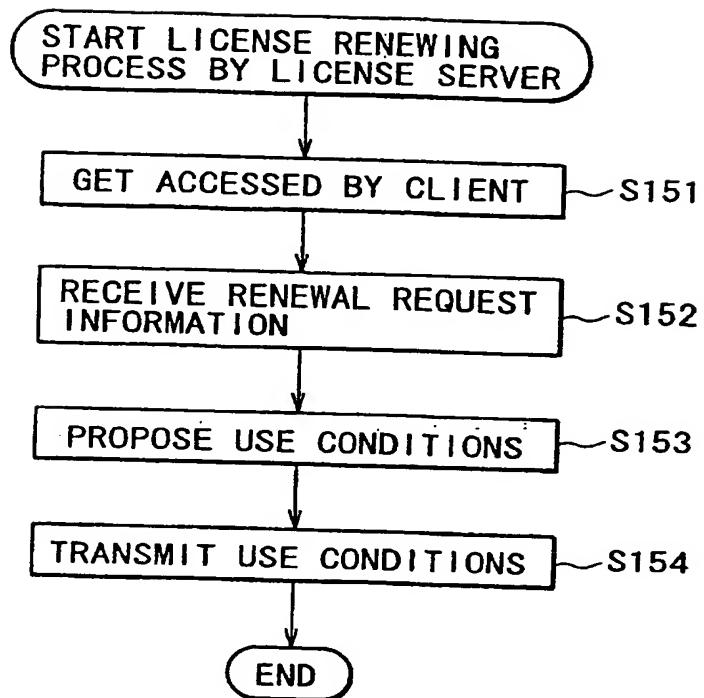 START LICENSE RENEWING
PROCESS BY LICENSE SERVER
GET ACCESSED BY CLIENT
S151
RECEIVE RENEWAL REQUEST
INFORMATION
S152
PROPOSE USE CONDITIONS
S153
TRANSMIT USE CONDITIONS
S154
END